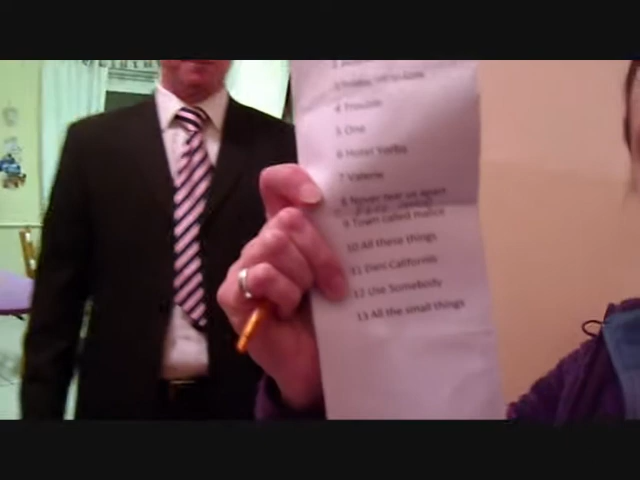 4 Trouble
5 One
6 Hotel Yorba
7 Valerie
8 Never tear us apart
9 Town called malice
10 All these things
11 Dani California
12 Use Somebody
13 All the small things